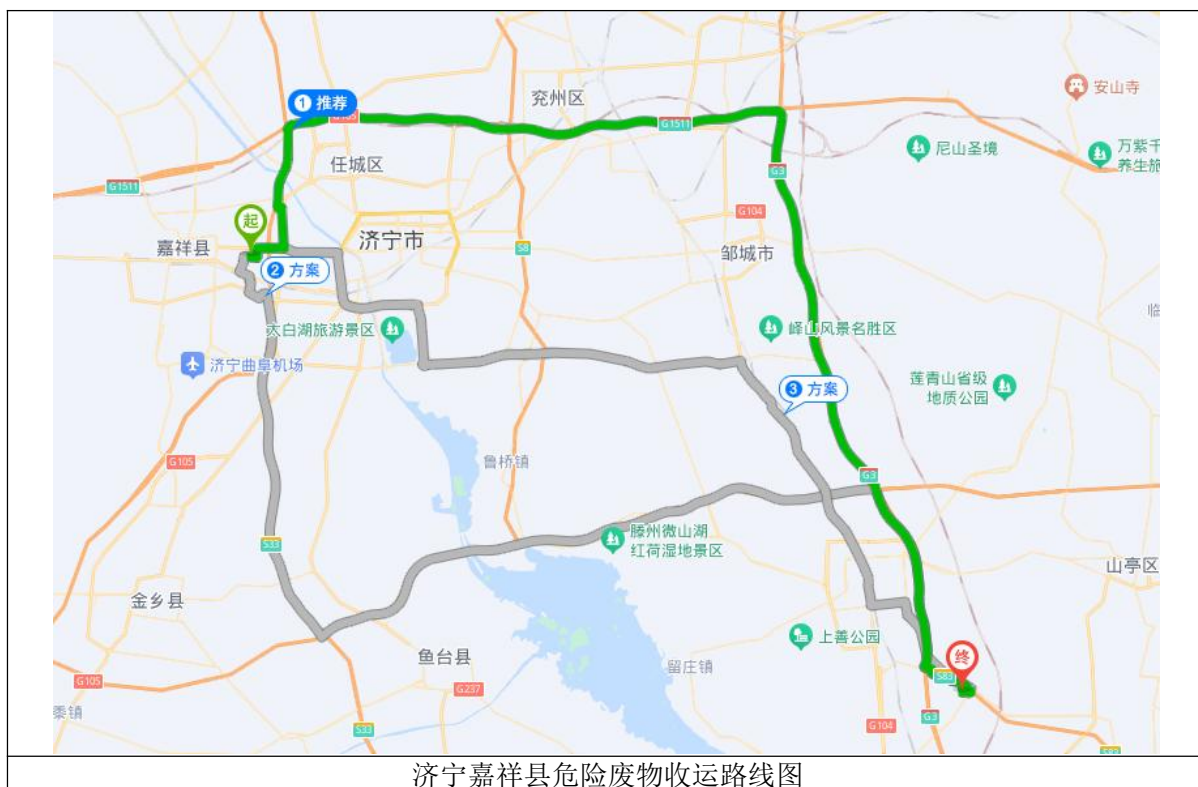 安山寺
1 推荐
兖州区
G105
G1511
万紫千
养生旅
尼山圣境
任城区
G3
G1511
起
G104
济宁市
嘉祥县
S8
邹城市
2 方案
太白湖旅游景区
峄山风景名胜区
临
济宁曲阜机场
莲青山省级
地质公园
3 方案
G105
鲁桥镇
G3
滕州微山湖
红荷湿地景区
S33
山亭区
金乡县
上善公园
鱼台县
终
留庄镇
S83
G105
G237
黍镇
G3
S33
G104
济宁嘉祥县危险废物收运路线图